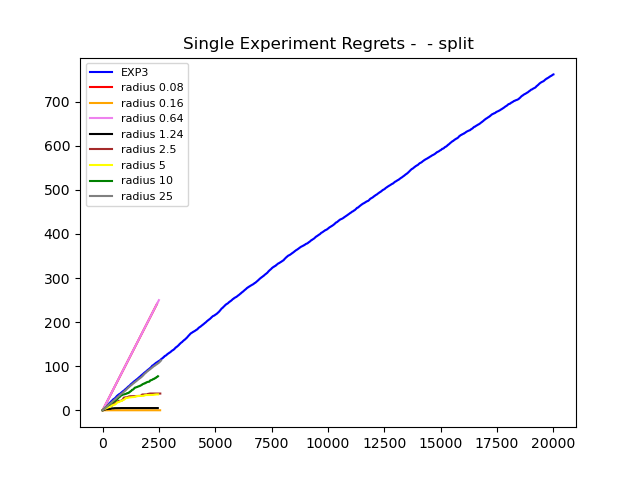 Single Experiment Regrets -  - split
EXP3
radius 0.08
radius 0.16
radius 0.64
radius 1.24
radius 2.5
radius 5
radius 10
radius 25
700
600
500
400
300
200
100
0
0 2500 5000 7500 10000 12500 15000 17500 20000